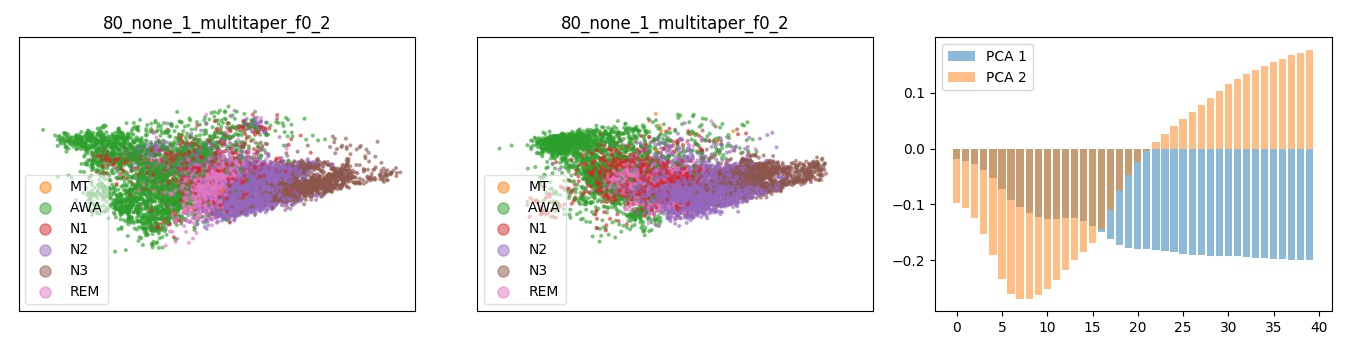 80_none_1_multitaper_f0_2
MT
AWA
N1
N2
N3
REM
80_none_1_multitaper_f0_2
MT
AWA
N1
N2
N3
REM
PCA 1
PCA 2
0.1
0.0
−0.1
−0.2
0 5 10 15 20 25 30 35 40